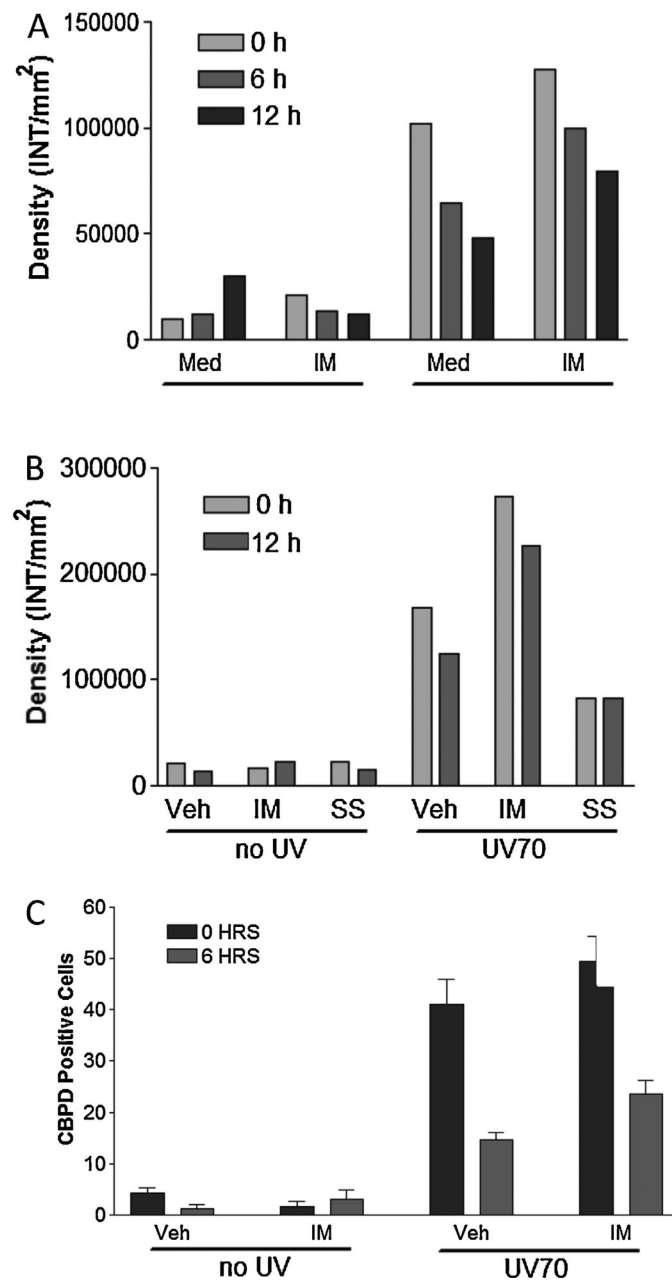 A
Density (INT/mm²)
150000
100000
50000
0
0 h
6 h
12 h
Med IM Med IM
B
Density (INT/mm²)
300000
200000
100000
0
0 h
12 h
Veh IM SS Veh IM SS
no UV UV70
C
CBPD Positive Cells
60
50
40
30
20
10
0
0 HRS
6 HRS
Veh IM Veh IM
no UV UV70